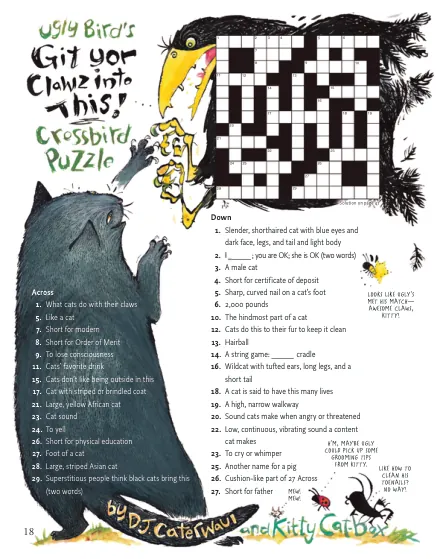 Ugly Bird's
Git yor
Clawz into
This!
Crossbird
Puzzle
Solution on page
Across
1. What cats do with their claws
5. Like a cat
7. Short for modern
8. Short for Order of Merit
9. To lose consciousness
11. Cats' favorite drink
15. Cats don't like being outside in this
17. Cat with striped or brindled coat
21. Large, yellow African cat
23. Cat sound
24. To yell
26. Short for physical education
27. Foot of a cat
28. Large, striped Asian cat
29. Superstitious people think black cats bring this
(two words)
Down
1. Slender, shorthaired cat with blue eyes and
dark face, legs, and tail and light body
2. I _____; you are OK; she is OK (two words)
3. A male cat
4. Short for certificate of deposit
5. Sharp, curved nail on a cat's foot
6. 2,000 pounds
10. The hindmost part of a cat
12. Cats do this to their fur to keep it clean
13. Hairball
14. A string game: _____ cradle
16. Wildcat with tufted ears, long legs, and a
short tail
18. A cat is said to have this many lives
19. A high, narrow walkway
20. Sound cats make when angry or threatened
22. Low, continuous, vibrating sound a content
cat makes
23. To cry or whimper
25. Another name for a pig
26. Cushion-like part of 27 Across
27. Short for father
Looks like Ugly's
met his match—
awesome claws,
kitty!
H'm, maybe Ugly
could pick up some
grooming tips
from kitty.
Like how to
clean his
toenails?
No way!
Mew!
Mew!
by DJ CaterWaul and Kitty Cat-box
18